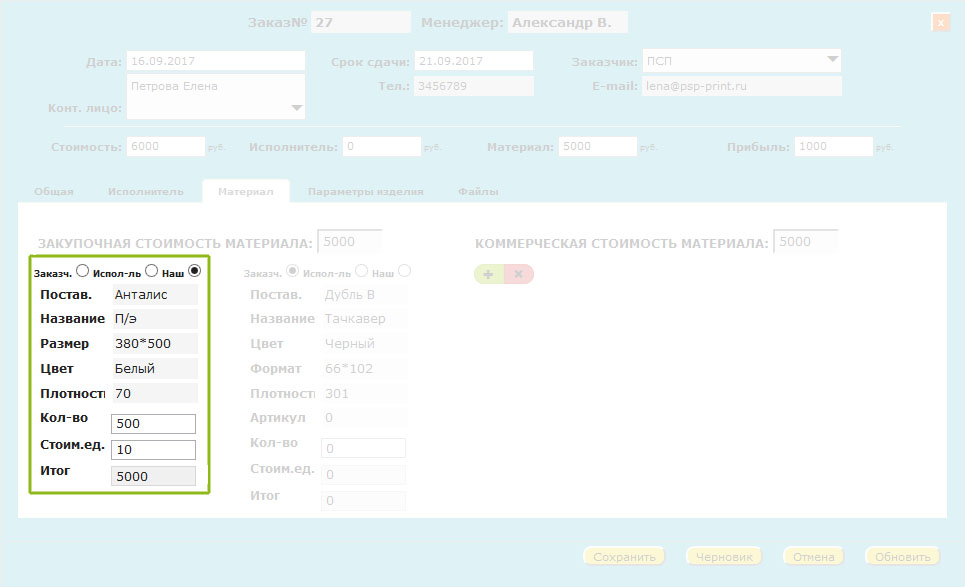 Заказ№ 27 Менеджер: Александр В. x
Дата: 16.09.2017 Срок сдачи: 21.09.2017 Заказчик: ПСП
Конт. лицо: Петрова Елена Тел.: 3456789 E-mail: lena@psp-print.ru
Стоимость: 6000 руб. Исполнитель: 0 руб. Материал: 5000 руб. Прибыль: 1000 руб.
Общая Исполнитель Материал Параметры изделия Файлы
ЗАКУПОЧНАЯ СТОИМОСТЬ МАТЕРИАЛА: 5000 КОММЕРЧЕСКАЯ СТОИМОСТЬ МАТЕРИАЛА: 5000
Заказч. Испол-ль Наш
Постав. Анталис
Название П/э
Размер 380*500
Цвет Белый
Плотность 70
Кол-во 500
Стоим.ед. 10
Итог 5000
Заказч. Испол-ль Наш
Постав. Дубль В
Название Тачкавер
Цвет Черный
Формат 66*102
Плотность 301
Артикул 0
Кол-во 0
Стоим.ед. 0
Итог 0
Сохранить Черновик Отмена Обновить